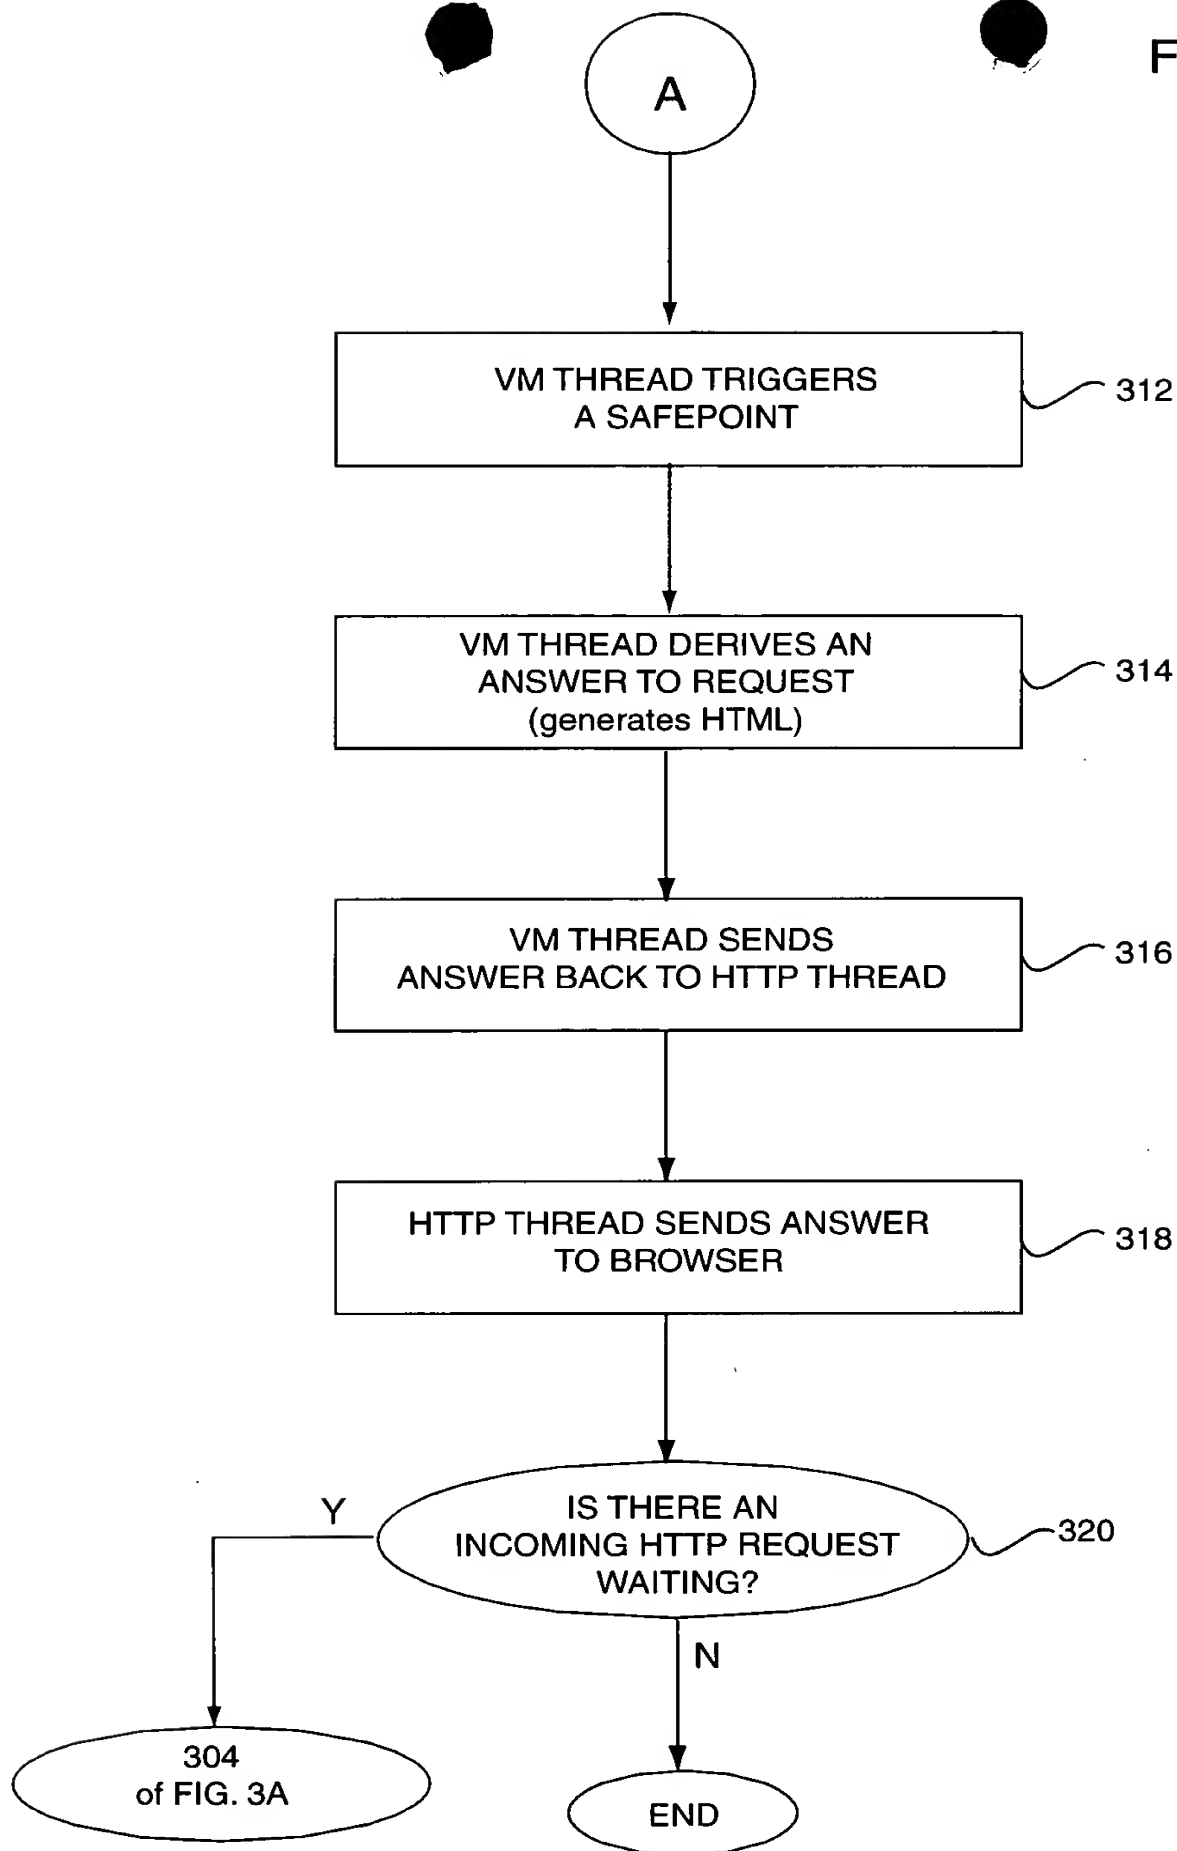 F
A
VM THREAD TRIGGERS
A SAFEPOINT
312
VM THREAD DERIVES AN
ANSWER TO REQUEST
(generates HTML)
314
VM THREAD SENDS
ANSWER BACK TO HTTP THREAD
316
HTTP THREAD SENDS ANSWER
TO BROWSER
318
IS THERE AN
INCOMING HTTP REQUEST
WAITING?
320
Y
N
304
of FIG. 3A
END